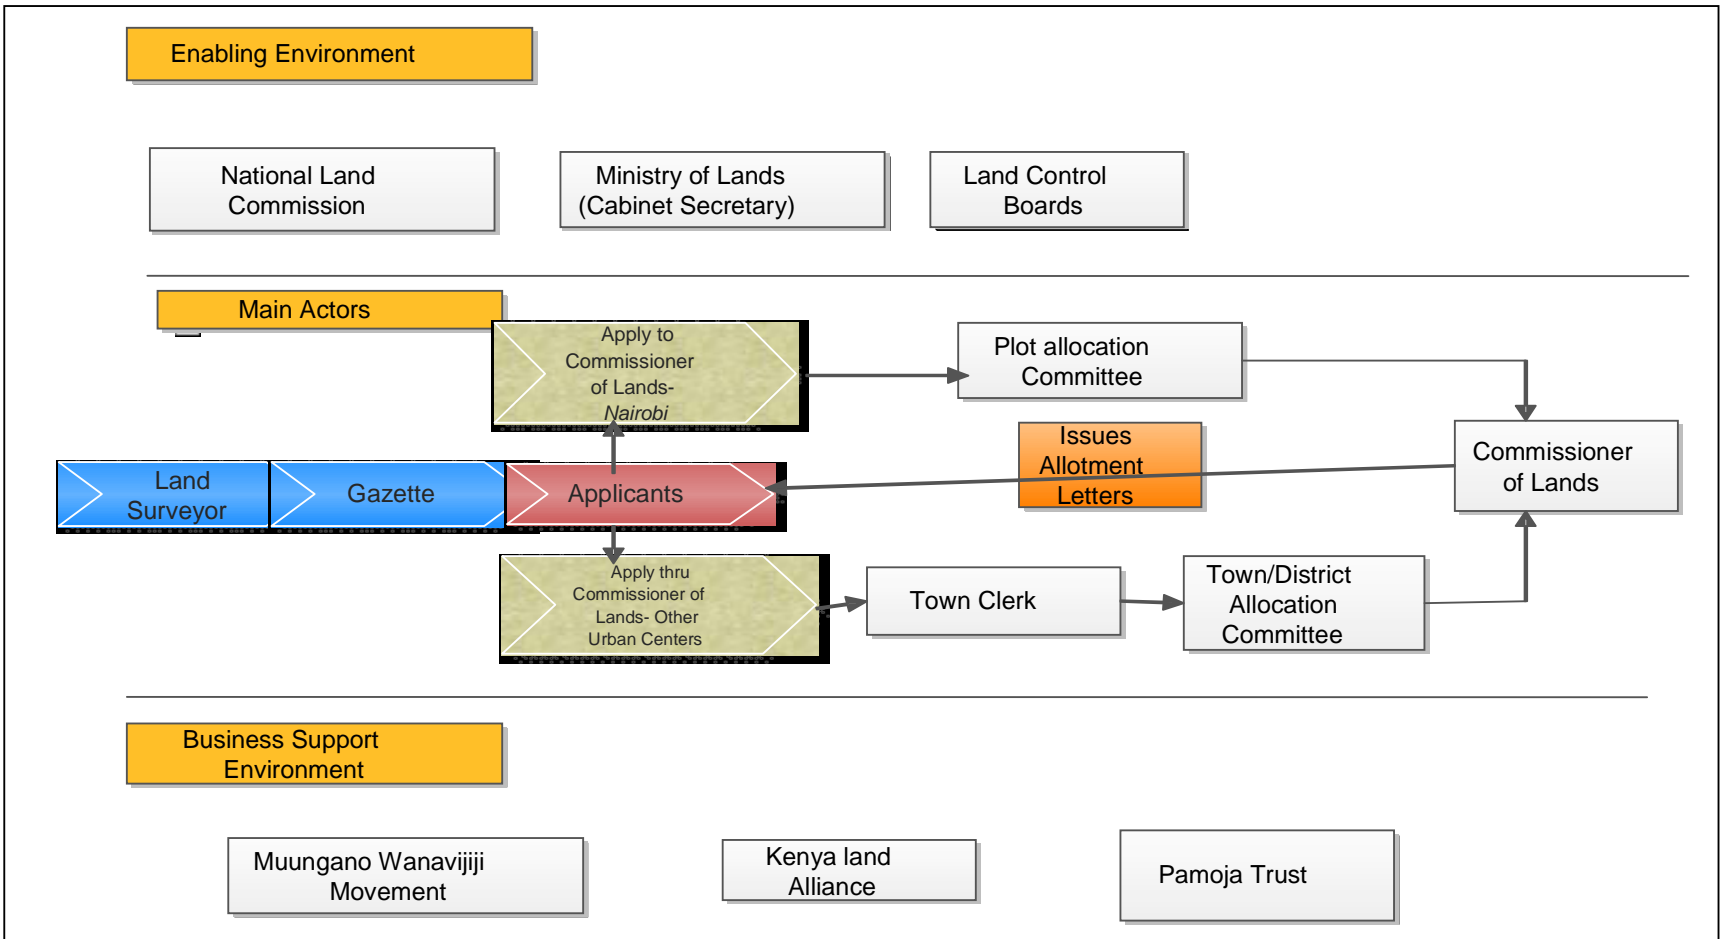 Enabling Environment
National Land
Commission
Ministry of Lands
(Cabinet Secretary)
Land Control
Boards
Main Actors
Apply to
Commissioner
of Lands-
Nairobi
Plot allocation
Committee
Issues
Allotment
Letters
Commissioner
of Lands
Land
Surveyor
Gazette
Applicants
Apply thru
Commissioner of
Lands- Other
Urban Centers
Town Clerk
Town/District
Allocation
Committee
Business Support
Environment
Muungano Wanavijiji
Movement
Kenya land
Alliance
Pamoja Trust